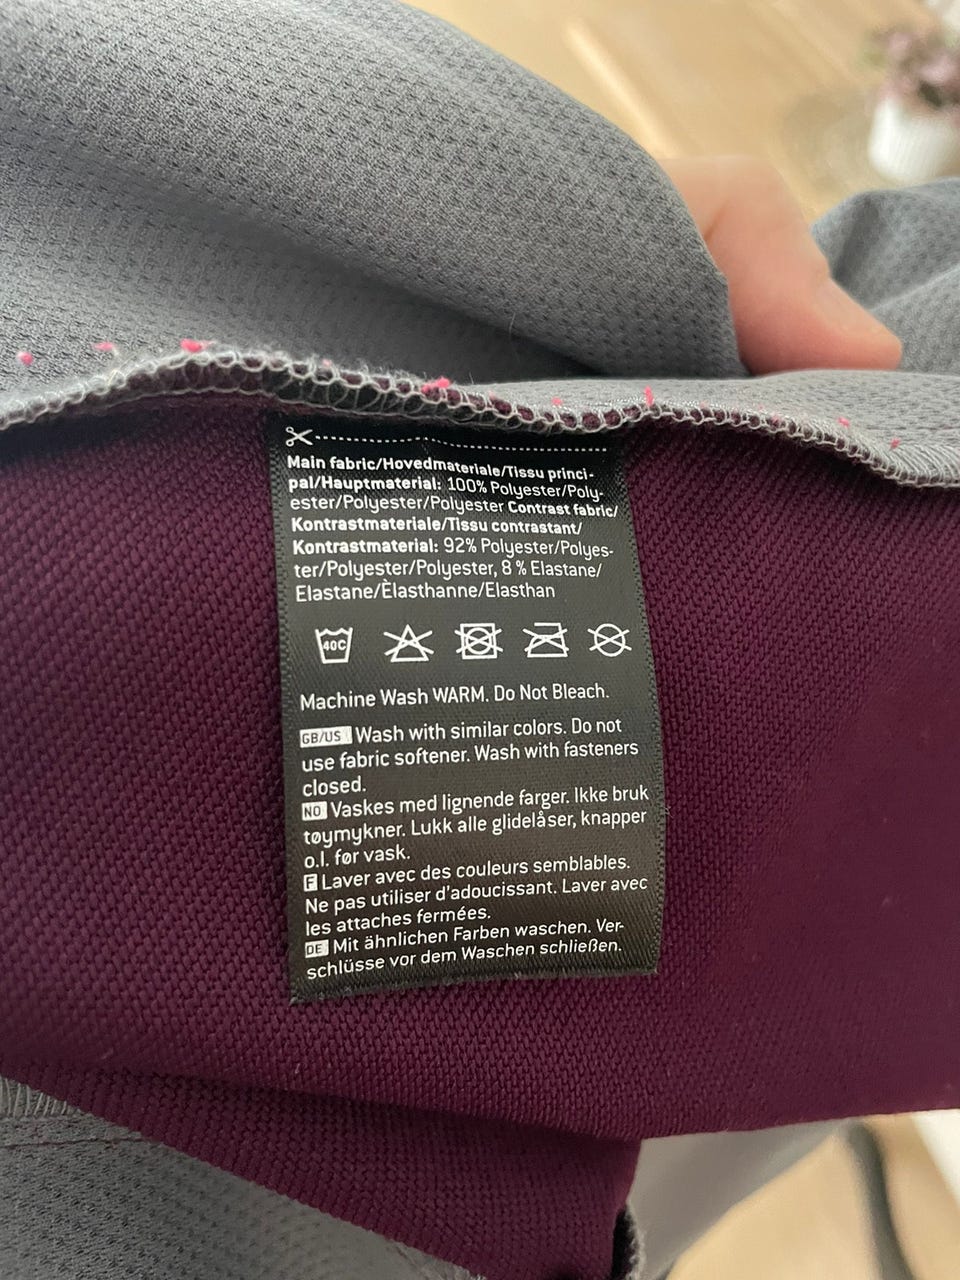 Main fabric/Hovedmateriale/Tissu princi-
pal/Hauptmaterial: 100% Polyester/Poly-
ester/Polyester/Polyester Contrast fabric/
Kontrastmateriale/Tissu contrastant/
Kontrastmaterial: 92% Polyester/Polyes-
ter/Polyester/Polyester, 8 % Elastane/
Elastane/Èlasthanne/Elasthan
40C
Machine Wash WARM. Do Not Bleach.
GB/US Wash with similar colors. Do not
use fabric softener. Wash with fasteners
closed.
NO Vaskes med lignende farger. Ikke bruk
tøymykner. Lukk alle glidelåser, knapper
o.l. før vask.
F Laver avec des couleurs semblables.
Ne pas utiliser d'adoucissant. Laver avec
les attaches fermées.
DE Mit ähnlichen Farben waschen. Ver-
schlüsse vor dem Waschen schließen.